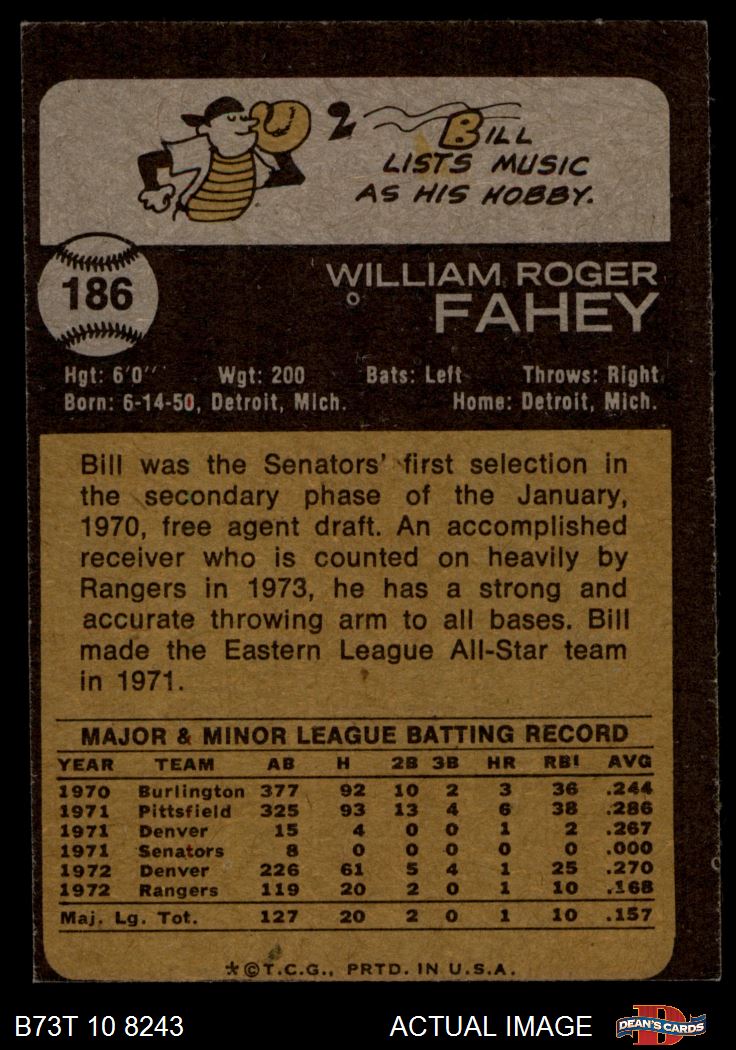 2 BILL
LISTS MUSIC
AS HIS HOBBY.
186
WILLIAM ROGER
FAHEY
Hgt: 6'0" Wgt: 200 Bats: Left Throws: Right
Born: 6-14-50, Detroit, Mich. Home: Detroit, Mich.
Bill was the Senators' first selection in
the secondary phase of the January,
1970, free agent draft. An accomplished
receiver who is counted on heavily by
Rangers in 1973, he has a strong and
accurate throwing arm to all bases. Bill
made the Eastern League All-Star team
in 1971.
MAJOR & MINOR LEAGUE BATTING RECORD
YEAR TEAM AB H 2B 3B HR RBI AVG
1970 Burlington 377 92 10 2 3 36 .244
1971 Pittsfield 325 93 13 4 6 38 .286
1971 Denver 15 4 0 0 1 2 .267
1971 Senators 8 0 0 0 0 0 .000
1972 Denver 226 61 5 4 1 25 .270
1972 Rangers 119 20 2 0 1 10 .168
Maj. Lg. Tot. 127 20 2 0 1 10 .157
*©T.C.G., PRTD. IN U.S.A.
B73T 10 8243 ACTUAL IMAGE D DEAN'S CARDS